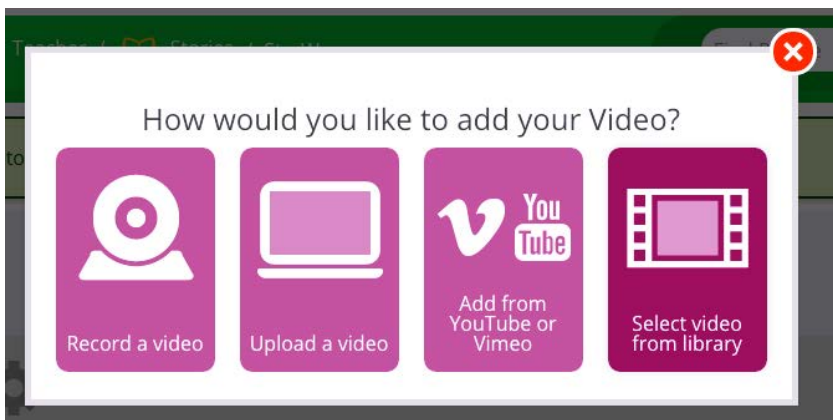 How would you like to add your Video?
You
Tube
Record a video
Upload a video
Add from
YouTube or
Vimeo
Select video
from library
to